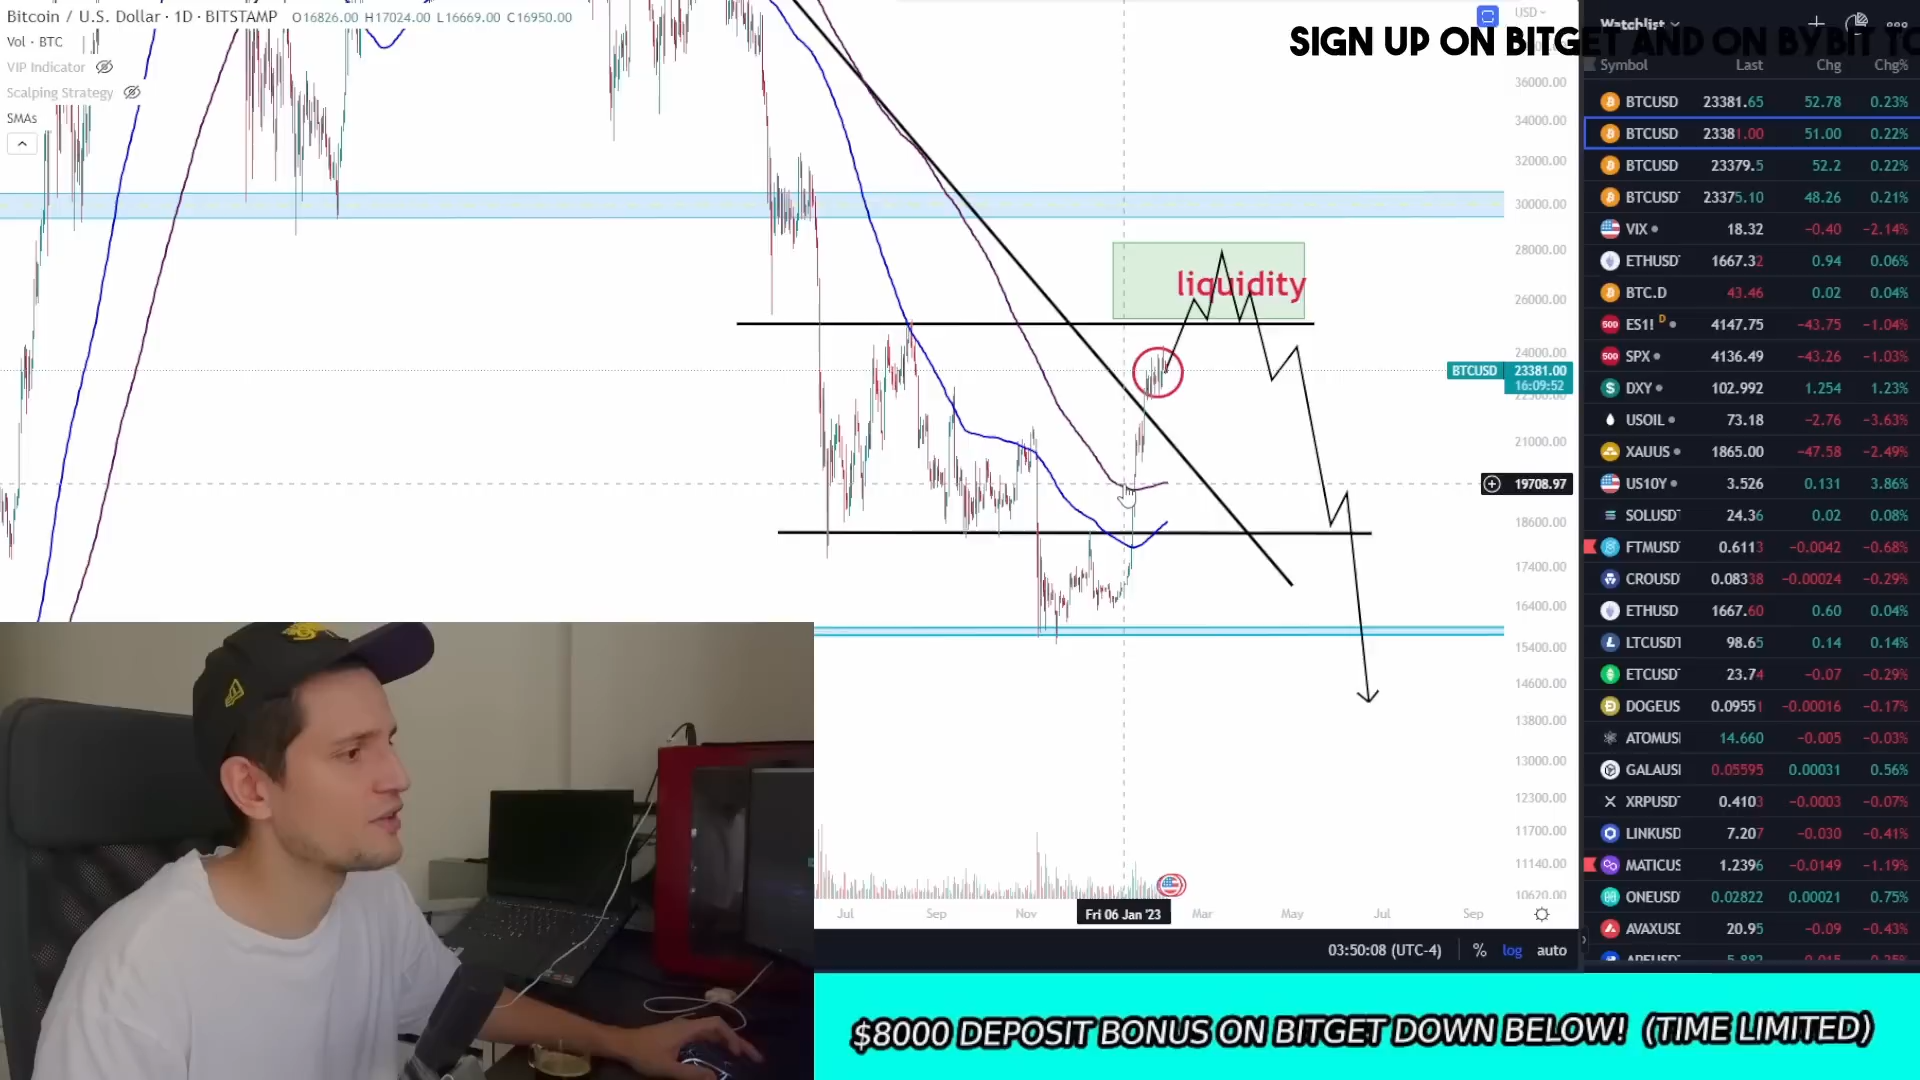 Bitcoin / U.S. Dollar · 1D · BITSTAMP O16826.00 H17024.00 L16669.00 C16950.00
Vol · BTC
VIP Indicator
Scalping Strategy
SMAs
SIGN UP ON BITGET AND ON BYBIT TO
USD
36000.00
34000.00
32000.00
30000.00
28000.00
26000.00
24000.00
BTCUSD 23381.00
16:09:52
22500.00
21000.00
19708.97
18600.00
17400.00
16400.00
15400.00
14600.00
13800.00
13000.00
12300.00
11700.00
11140.00
10620.00
liquidity
Jul Sep Nov Fri 06 Jan '23 Mar May Jul Sep
03:50:08 (UTC-4) % log auto
Watchlist
Symbol Last Chg Chg%
BTCUSD 23381.65 52.78 0.23%
BTCUSD 23381.00 51.00 0.22%
BTCUSD 23379.5 52.2 0.22%
BTCUSD 23375.10 48.26 0.21%
VIX 18.32 −0.40 −2.14%
ETHUSD 1667.32 0.94 0.06%
BTC.D 43.46 0.02 0.04%
500 ES1! D 4147.75 −43.75 −1.04%
500 SPX 4136.49 −43.26 −1.03%
DXY 102.992 1.254 1.23%
USOIL 73.18 −2.76 −3.63%
XAUUS 1865.00 −47.58 −2.49%
US10Y 3.526 0.131 3.86%
SOLUSD 24.36 0.02 0.08%
FTMUSD 0.6113 −0.0042 −0.68%
CROUSD 0.08338 −0.00024 −0.29%
ETHUSD 1667.60 0.60 0.04%
LTCUSDT 98.65 0.14 0.14%
ETCUSD 23.74 −0.07 −0.29%
DOGEUS 0.09551 −0.00016 −0.17%
ATOMUS 14.660 −0.005 −0.03%
GALAUS 0.05595 0.00031 0.56%
XRPUSD 0.4103 −0.0003 −0.07%
LINKUSD 7.207 −0.030 −0.41%
MATICUS 1.2396 −0.0149 −1.19%
ONEUSD 0.02822 0.00021 0.75%
AVAXUSD 20.95 −0.09 −0.43%
$8000 DEPOSIT BONUS ON BITGET DOWN BELOW! (TIME LIMITED)